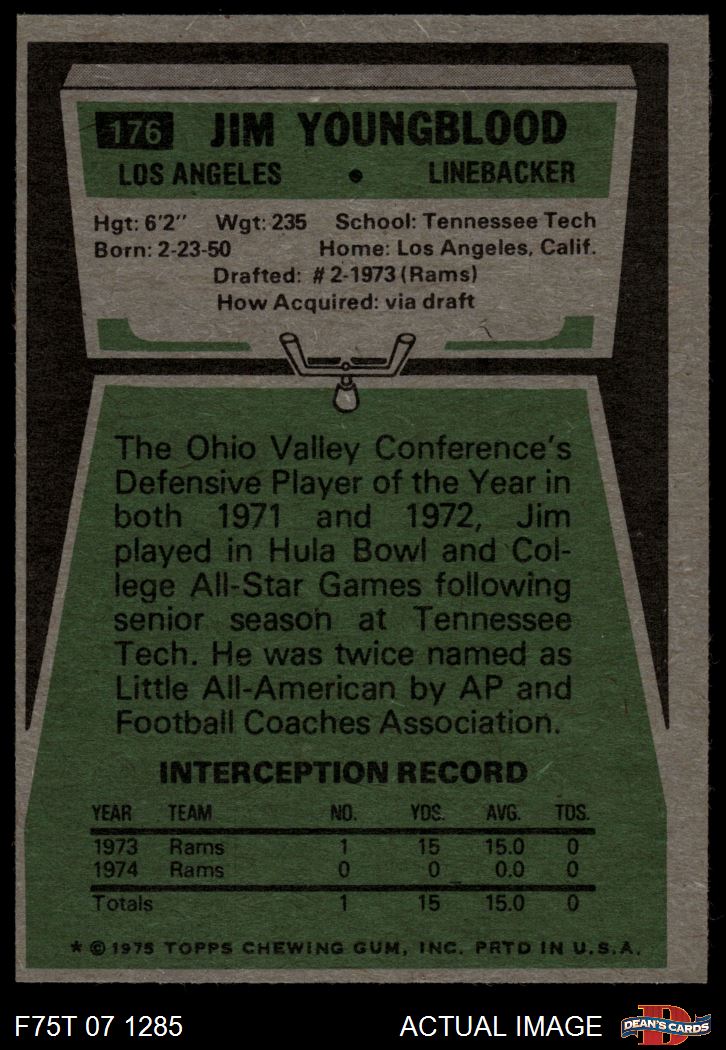 176 JIM YOUNGBLOOD
LOS ANGELES • LINEBACKER
Hgt: 6'2" Wgt: 235 School: Tennessee Tech
Born: 2-23-50 Home: Los Angeles, Calif.
Drafted: #2-1973 (Rams)
How Acquired: via draft
The Ohio Valley Conference's
Defensive Player of the Year in
both 1971 and 1972, Jim
played in Hula Bowl and Col-
lege All-Star Games following
senior season at Tennessee
Tech. He was twice named as
Little All-American by AP and
Football Coaches Association.
INTERCEPTION RECORD
YEAR TEAM NO. YDS. AVG. TDS.
1973 Rams 1 15 15.0 0
1974 Rams 0 0 0.0 0
Totals 1 15 15.0 0
* © 1975 TOPPS CHEWING GUM, INC. PRTD IN U.S.A.
F75T 07 1285 ACTUAL IMAGE D DEAN'S CARDS